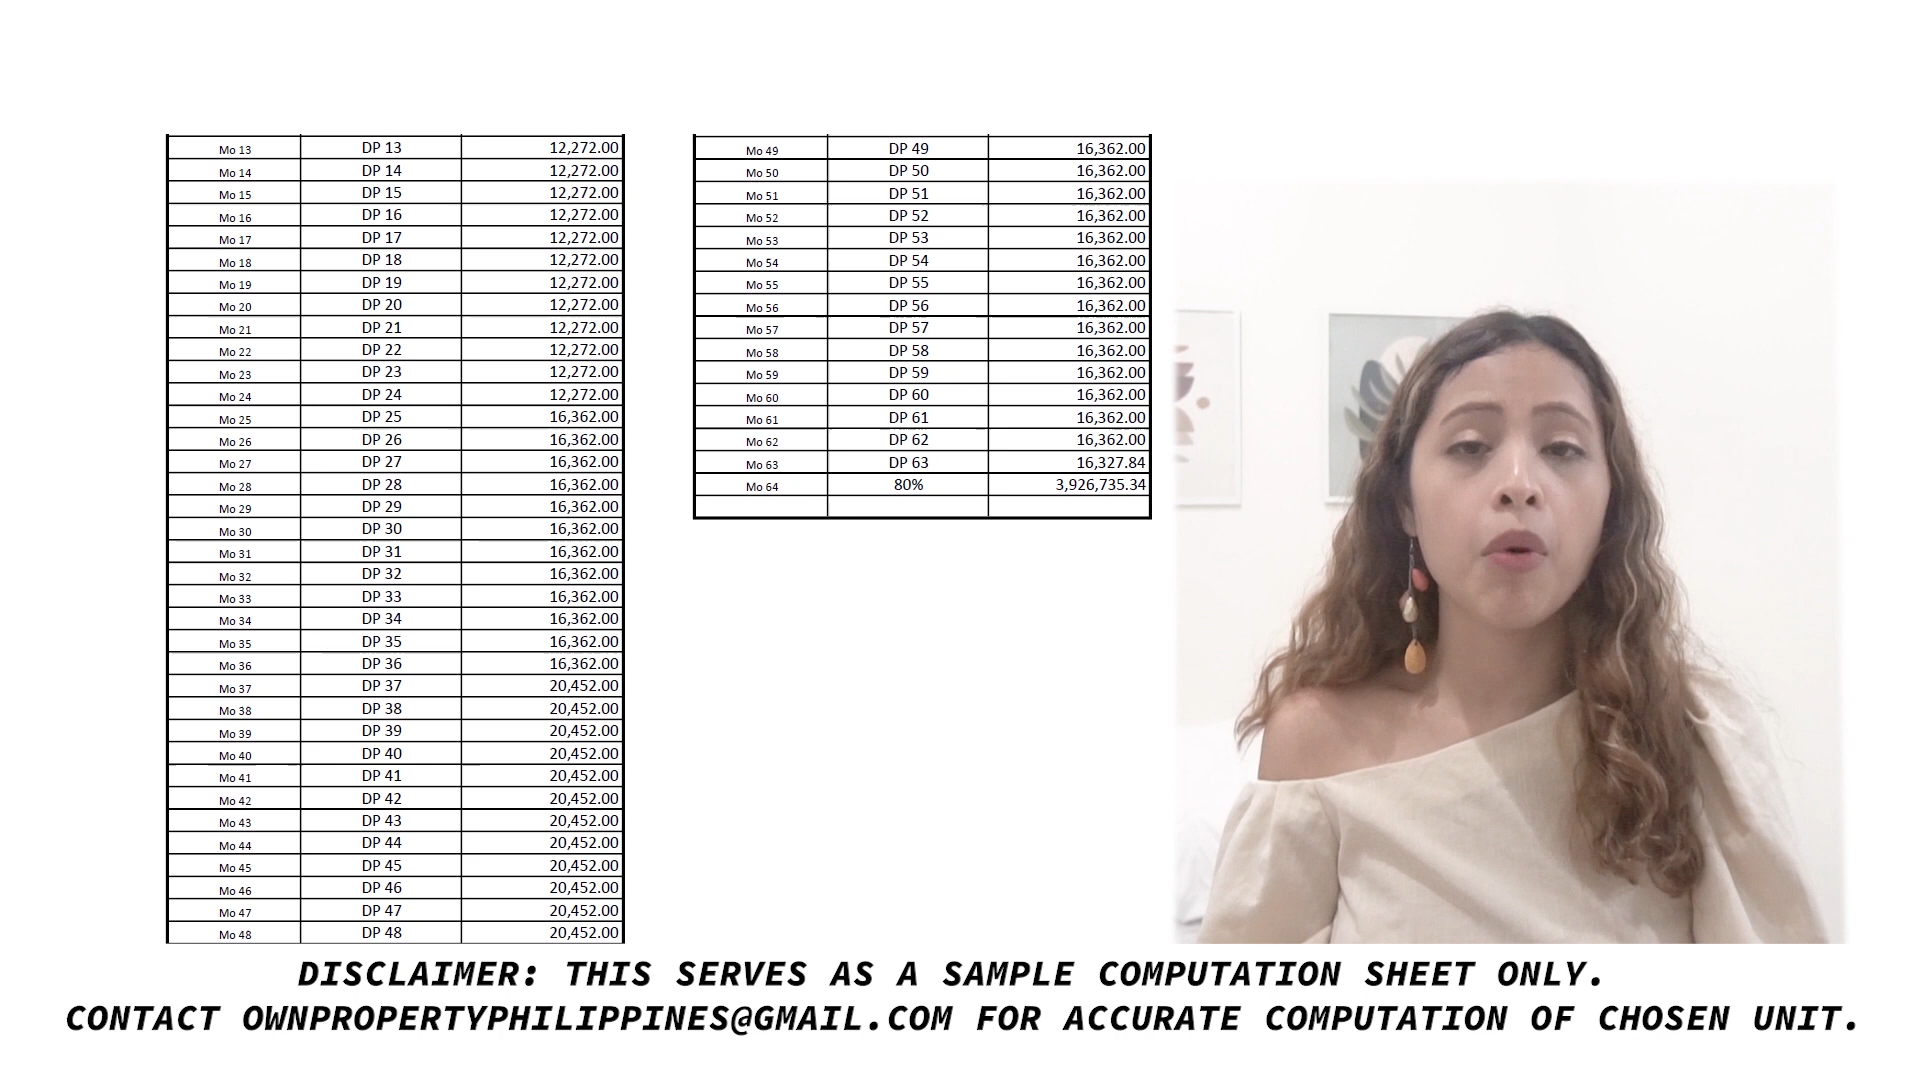 Mo 13 DP 13 12,272.00
Mo 14 DP 14 12,272.00
Mo 15 DP 15 12,272.00
Mo 16 DP 16 12,272.00
Mo 17 DP 17 12,272.00
Mo 18 DP 18 12,272.00
Mo 19 DP 19 12,272.00
Mo 20 DP 20 12,272.00
Mo 21 DP 21 12,272.00
Mo 22 DP 22 12,272.00
Mo 23 DP 23 12,272.00
Mo 24 DP 24 12,272.00
Mo 25 DP 25 16,362.00
Mo 26 DP 26 16,362.00
Mo 27 DP 27 16,362.00
Mo 28 DP 28 16,362.00
Mo 29 DP 29 16,362.00
Mo 30 DP 30 16,362.00
Mo 31 DP 31 16,362.00
Mo 32 DP 32 16,362.00
Mo 33 DP 33 16,362.00
Mo 34 DP 34 16,362.00
Mo 35 DP 35 16,362.00
Mo 36 DP 36 16,362.00
Mo 37 DP 37 20,452.00
Mo 38 DP 38 20,452.00
Mo 39 DP 39 20,452.00
Mo 40 DP 40 20,452.00
Mo 41 DP 41 20,452.00
Mo 42 DP 42 20,452.00
Mo 43 DP 43 20,452.00
Mo 44 DP 44 20,452.00
Mo 45 DP 45 20,452.00
Mo 46 DP 46 20,452.00
Mo 47 DP 47 20,452.00
Mo 48 DP 48 20,452.00
Mo 49 DP 49 16,362.00
Mo 50 DP 50 16,362.00
Mo 51 DP 51 16,362.00
Mo 52 DP 52 16,362.00
Mo 53 DP 53 16,362.00
Mo 54 DP 54 16,362.00
Mo 55 DP 55 16,362.00
Mo 56 DP 56 16,362.00
Mo 57 DP 57 16,362.00
Mo 58 DP 58 16,362.00
Mo 59 DP 59 16,362.00
Mo 60 DP 60 16,362.00
Mo 61 DP 61 16,362.00
Mo 62 DP 62 16,362.00
Mo 63 DP 63 16,327.84
Mo 64 80% 3,926,735.34
DISCLAIMER: THIS SERVES AS A SAMPLE COMPUTATION SHEET ONLY.
CONTACT OWNPROPERTYPHILIPPINES@GMAIL.COM FOR ACCURATE COMPUTATION OF CHOSEN UNIT.